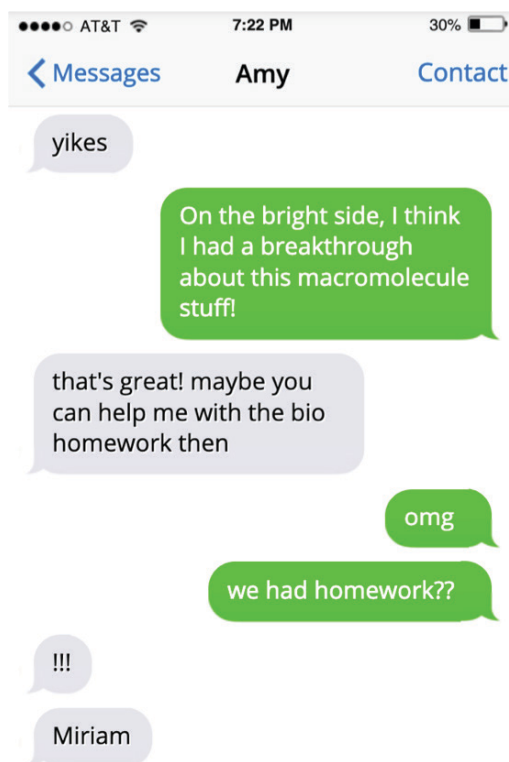 AT&T 7:22 PM 30%
Messages Amy Contact
yikes
On the bright side, I think
I had a breakthrough
about this macromolecule
stuff!
that's great! maybe you
can help me with the bio
homework then
omg
we had homework??
!!!
Miriam